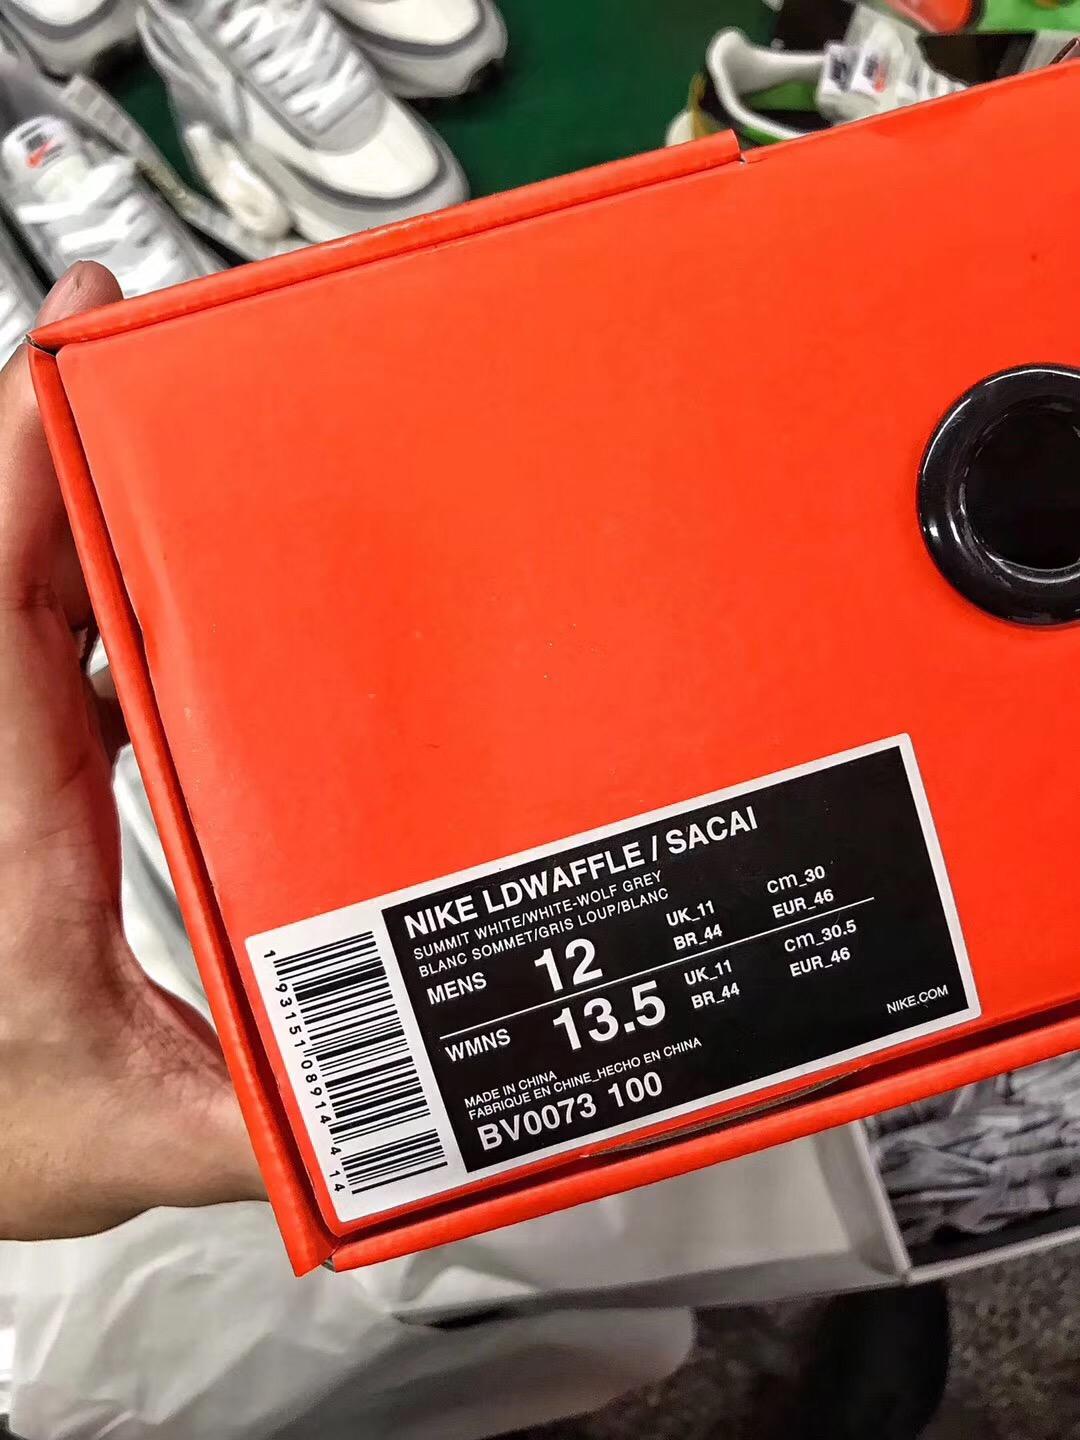 NIKE LDWAFFLE / SACAI
SUMMIT WHITE/WHITE-WOLF GREY
BLANC SOMMET/GRIS LOUP/BLANC
MENS 12 UK_11 cm_30
BR_44 EUR_46
WMNS 13.5 UK_11 cm_30.5
BR_44 EUR_46
NIKE.COM
MADE IN CHINA
FABRIQUE EN CHINE_HECHO EN CHINA
BV0073 100
1 93151 08914 4 14